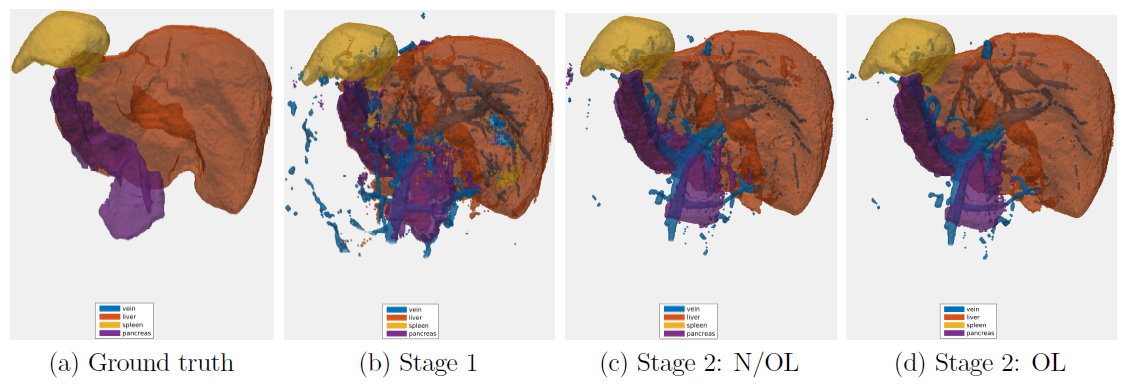 vein
liver
spleen
pancreas
vein
liver
spleen
pancreas
vein
liver
spleen
pancreas
vein
liver
spleen
pancreas
(a) Ground truth
(b) Stage 1
(c) Stage 2: N/OL
(d) Stage 2: OL